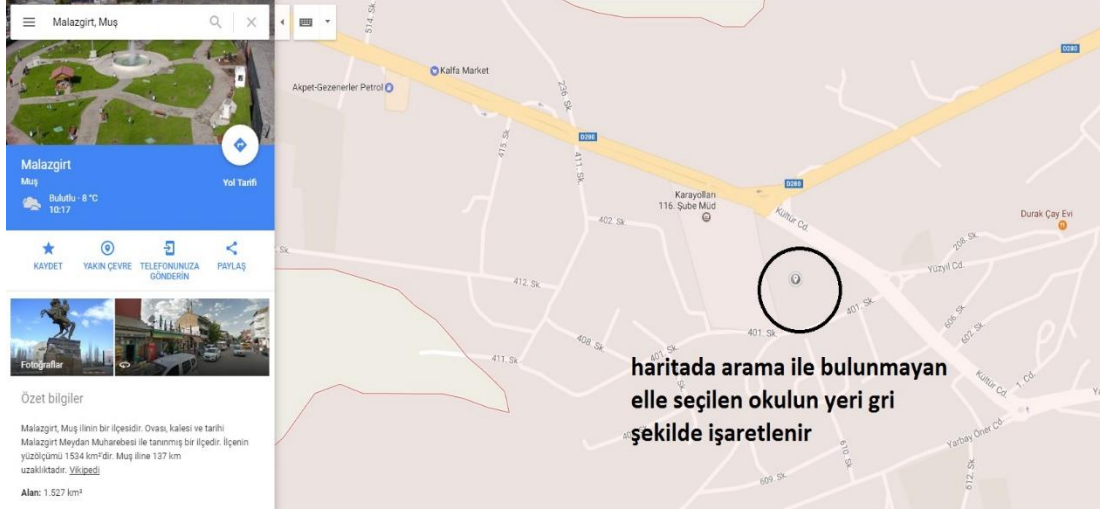 Malazgirt, Muş
Malazgirt
Muş
Yol Tarifi
Bulutlu · 8 °C
10:17
KAYDET
YAKIN ÇEVRE
TELEFONUNUZA
GÖNDERİN
PAYLAŞ
Fotoğraflar
Özet bilgiler
Malazgirt, Muş ilinin bir ilçesidir. Ovası, kalesi ve tarihi
Malazgirt Meydan Muharebesi ile tanınmış bir ilçedir. İlçenin
yüzölçümü 1534 km²'dir. Muş iline 137 km
uzaklıktadır. Vikipedi
Alan: 1.527 km²
514. Sk.
Kalfa Market
D280
Akpet-Gezenerler Petrol
236. Sk.
415. Sk.
D280
411. Sk.
Karayolları
116. Şube Müd
D280
Kültür Cd.
Durak Çay Evi
402. Sk.
208. Sk.
Sk.
Yüzyıl Cd.
412. Sk.
401. Sk.
606. Sk.
401. Sk.
602. Sk.
408. Sk.
401. Sk.
411. Sk.
haritada arama ile bulunmayan
elle seçilen okulun yeri gri
şekilde işaretlenir
Kültür Cd.
1. Cd.
Yarbay Öner Cd.
610. Sk.
609. Sk.
612. Sk.